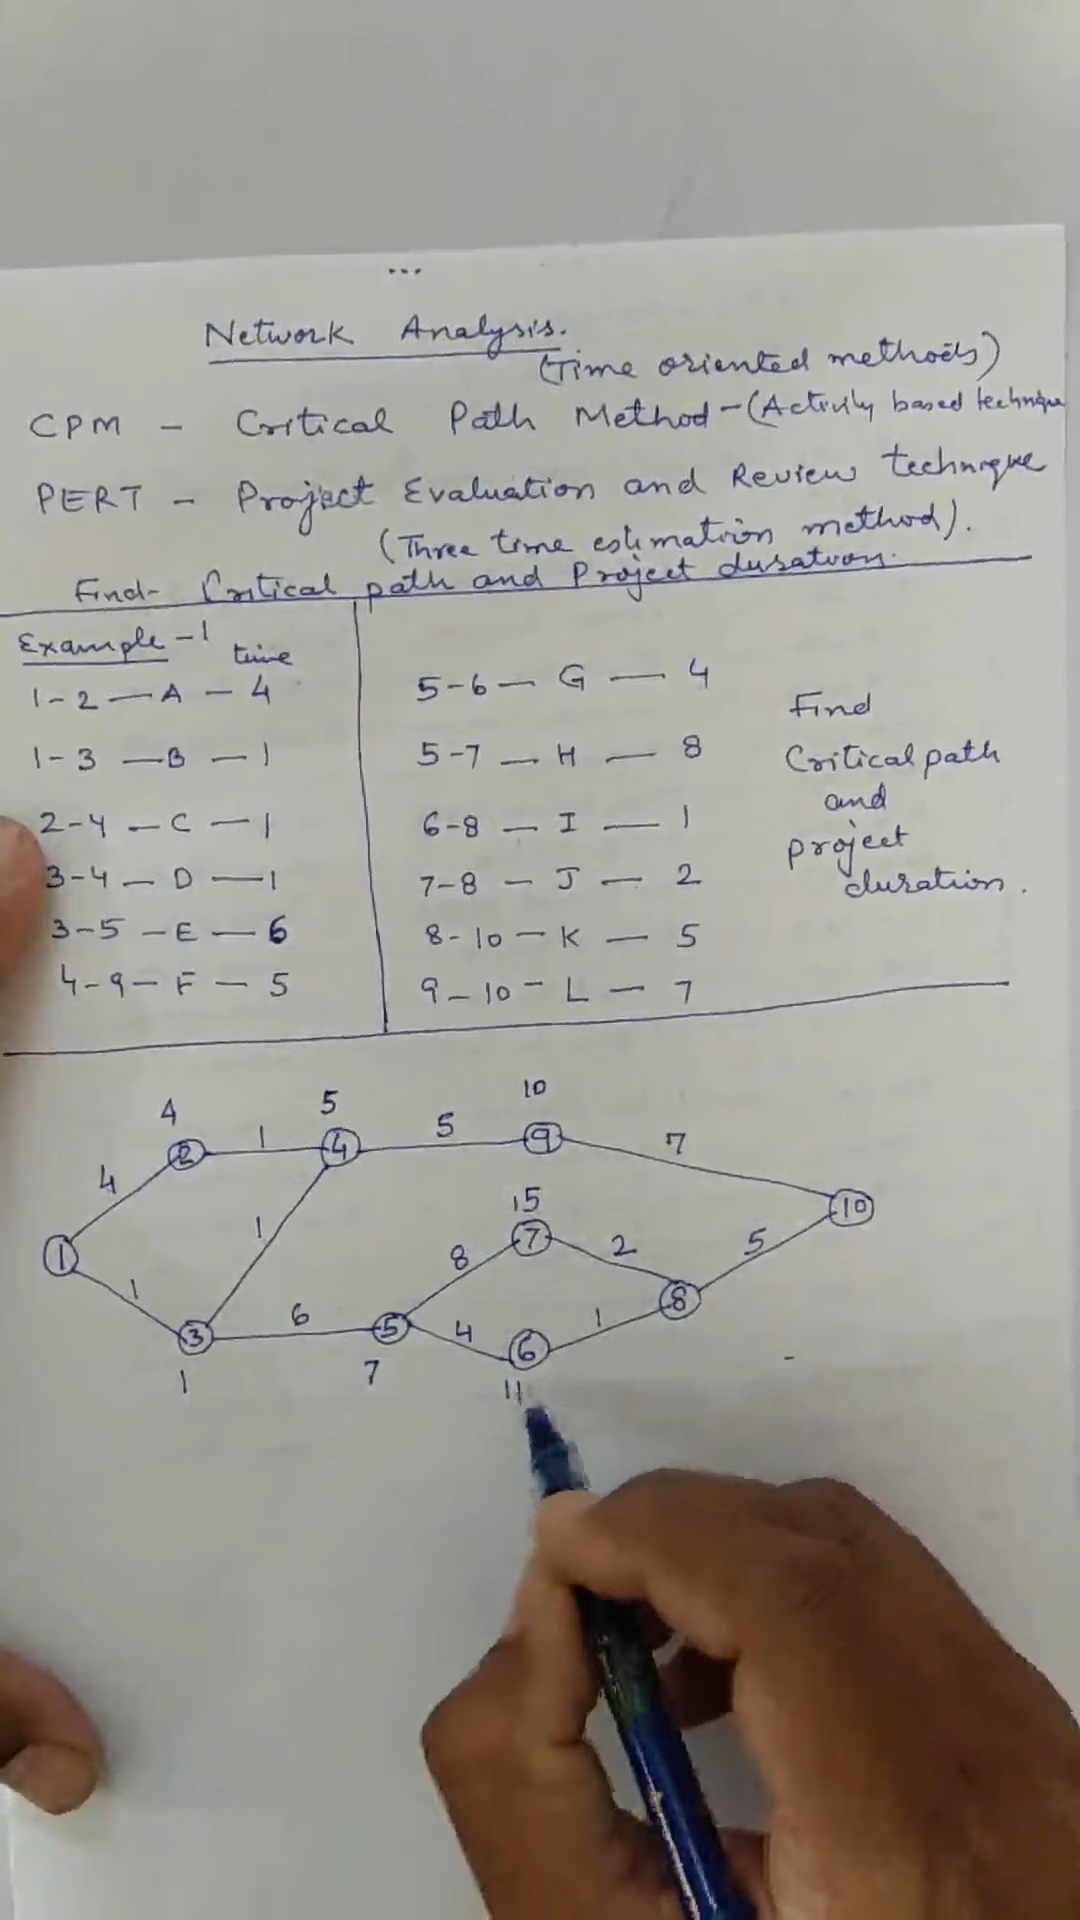 ...
Network Analysis.
(Time oriented methods)
CPM - Critical Path Method - (Activity based technique
PERT - Project Evaluation and Review technique
(Three time estimation method).
Find- Critical path and Project duration.
Example -1 time
1-2 — A - 4
1-3 — B — 1
2-4 — C — 1
3-4 — D — 1
3-5 — E — 6
4-9 — F — 5
5-6 — G — 4
5-7 — H — 8
6-8 — I — 1
7-8 — J — 2
8-10 — K — 5
9-10 - L — 7
Find
Critical path
and
project
duration.
4 5 10
2 1 4 5 9 7
4 15 10
1 1 8 7 2 5
1 3 6 5 4 6 1 8
1 7 11